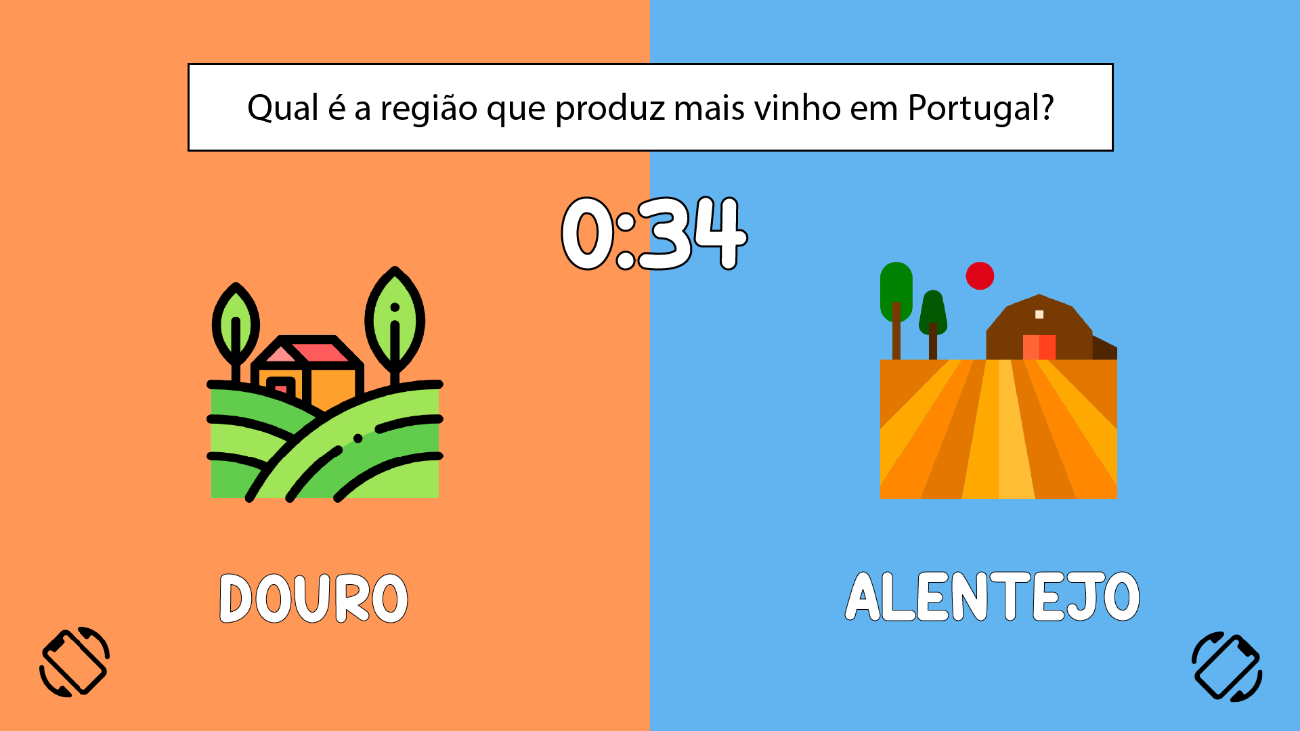 Qual é a região que produz mais vinho em Portugal?
0:34
DOURO
ALENTEJO